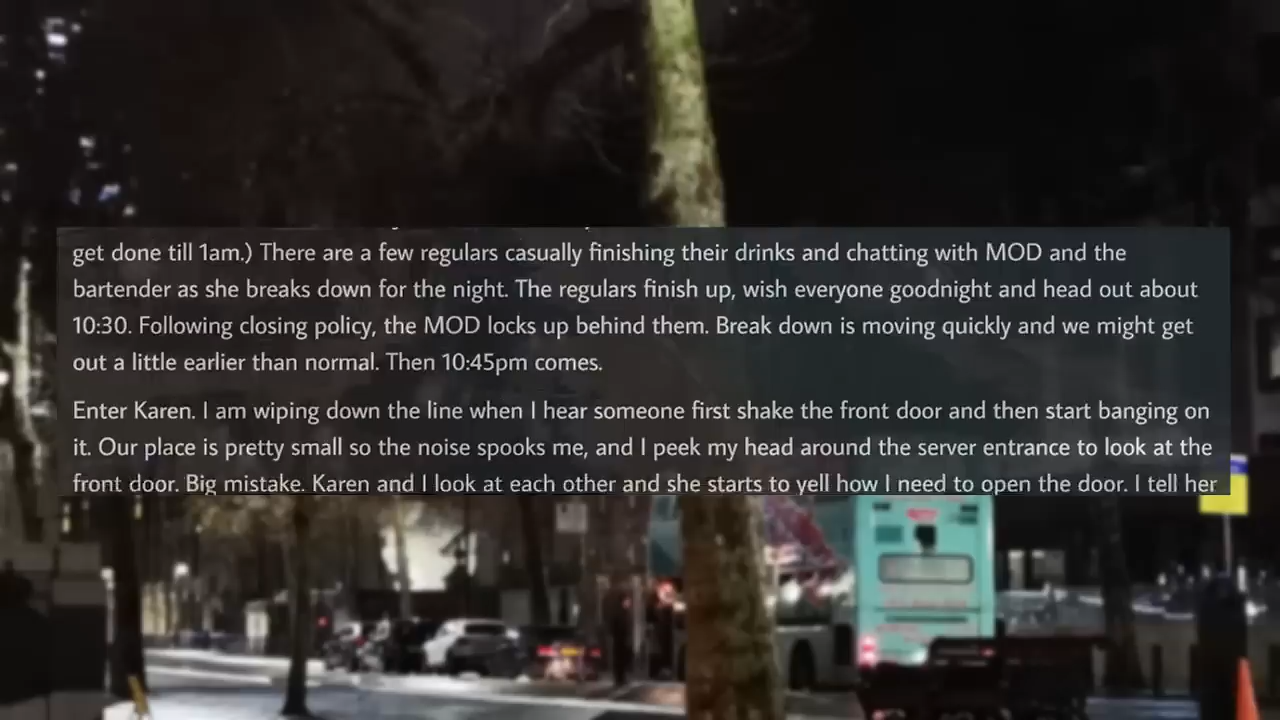 get done till 1am.) There are a few regulars casually finishing their drinks and chatting with MOD and the
bartender as she breaks down for the night. The regulars finish up, wish everyone goodnight and head out about
10:30. Following closing policy, the MOD locks up behind them. Break down is moving quickly and we might get
out a little earlier than normal. Then 10:45pm comes.
Enter Karen. I am wiping down the line when I hear someone first shake the front door and then start banging on
it. Our place is pretty small so the noise spooks me, and I peek my head around the server entrance to look at the
front door. Big mistake. Karen and I look at each other and she starts to yell how I need to open the door. I tell her